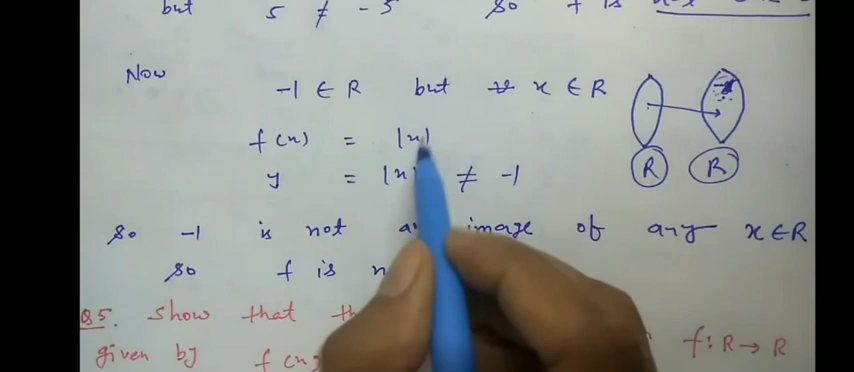 but 5 ≠ -5 so f is
Now
-1 ∈ R but ∀ x ∈ R
f(x) = |x|
y = |x| ≠ -1
R R
so -1 is not an image of any x∈R
so f is
Q5. Show that
given by f(x) f: R → R